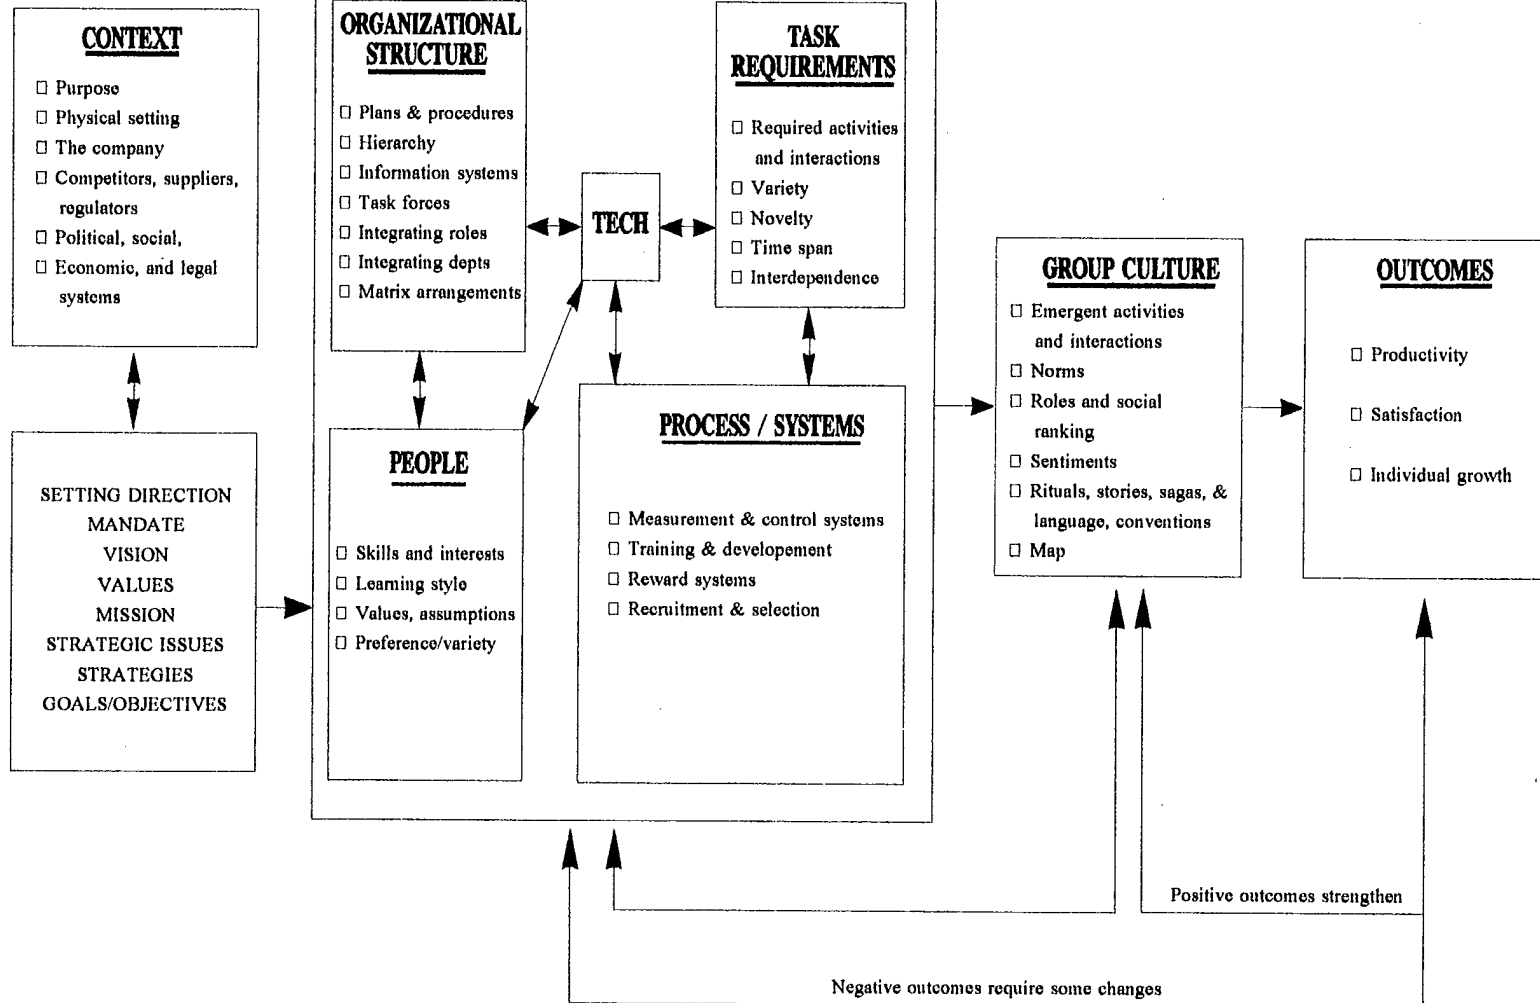 CONTEXT
□ Purpose
□ Physical setting
□ The company
□ Competitors, suppliers,
regulators
□ Political, social,
□ Economic, and legal
systems
SETTING DIRECTION
MANDATE
VISION
VALUES
MISSION
STRATEGIC ISSUES
STRATEGIES
GOALS/OBJECTIVES
ORGANIZATIONAL
STRUCTURE
□ Plans & procedures
□ Hierarchy
□ Information systems
□ Task forces
□ Integrating roles
□ Integrating depts
□ Matrix arrangements
PEOPLE
□ Skills and interests
□ Learning style
□ Values, assumptions
□ Preference/variety
TECH
TASK
REQUIREMENTS
□ Required activities
and interactions
□ Variety
□ Novelty
□ Time span
□ Interdependence
PROCESS / SYSTEMS
□ Measurement & control systems
□ Training & developement
□ Reward systems
□ Recruitment & selection
GROUP CULTURE
□ Emergent activities
and interactions
□ Norms
□ Roles and social
ranking
□ Sentiments
□ Rituals, stories, sagas, &
language, conventions
□ Map
OUTCOMES
□ Productivity
□ Satisfaction
□ Individual growth
Positive outcomes strengthen
Negative outcomes require some changes